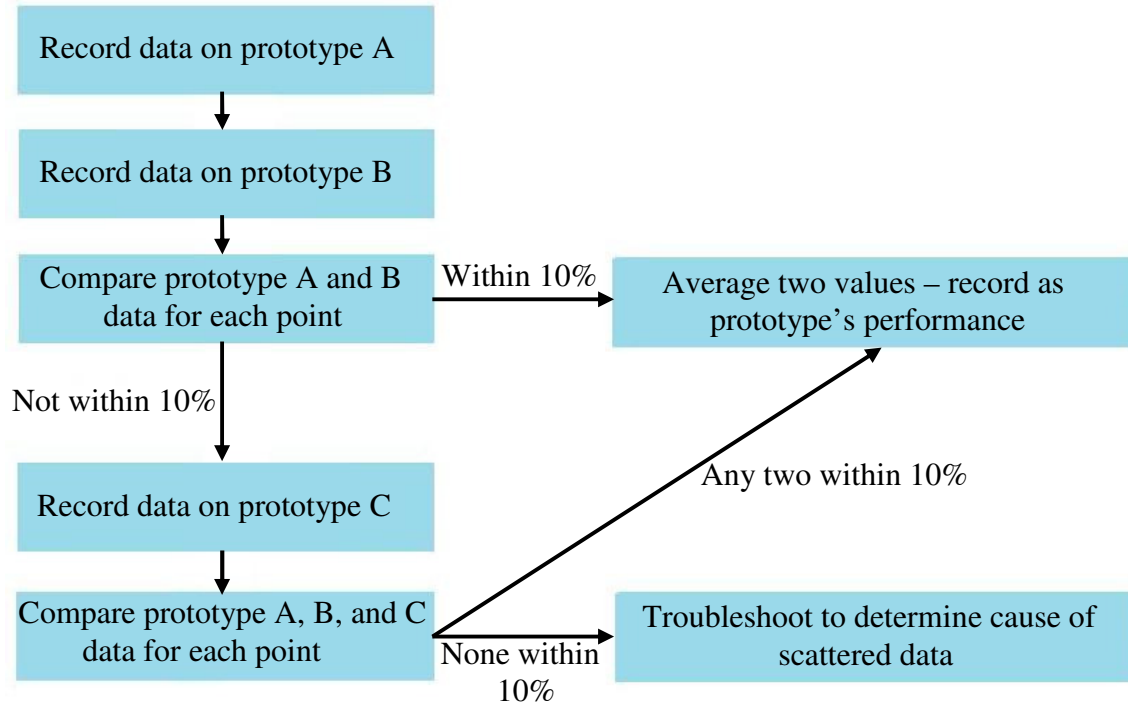 Record data on prototype A
Record data on prototype B
Compare prototype A and B
data for each point
Within 10%
Average two values – record as
prototype’s performance
Not within 10%
Any two within 10%
Record data on prototype C
Compare prototype A, B, and C
data for each point
None within
10%
Troubleshoot to determine cause of
scattered data